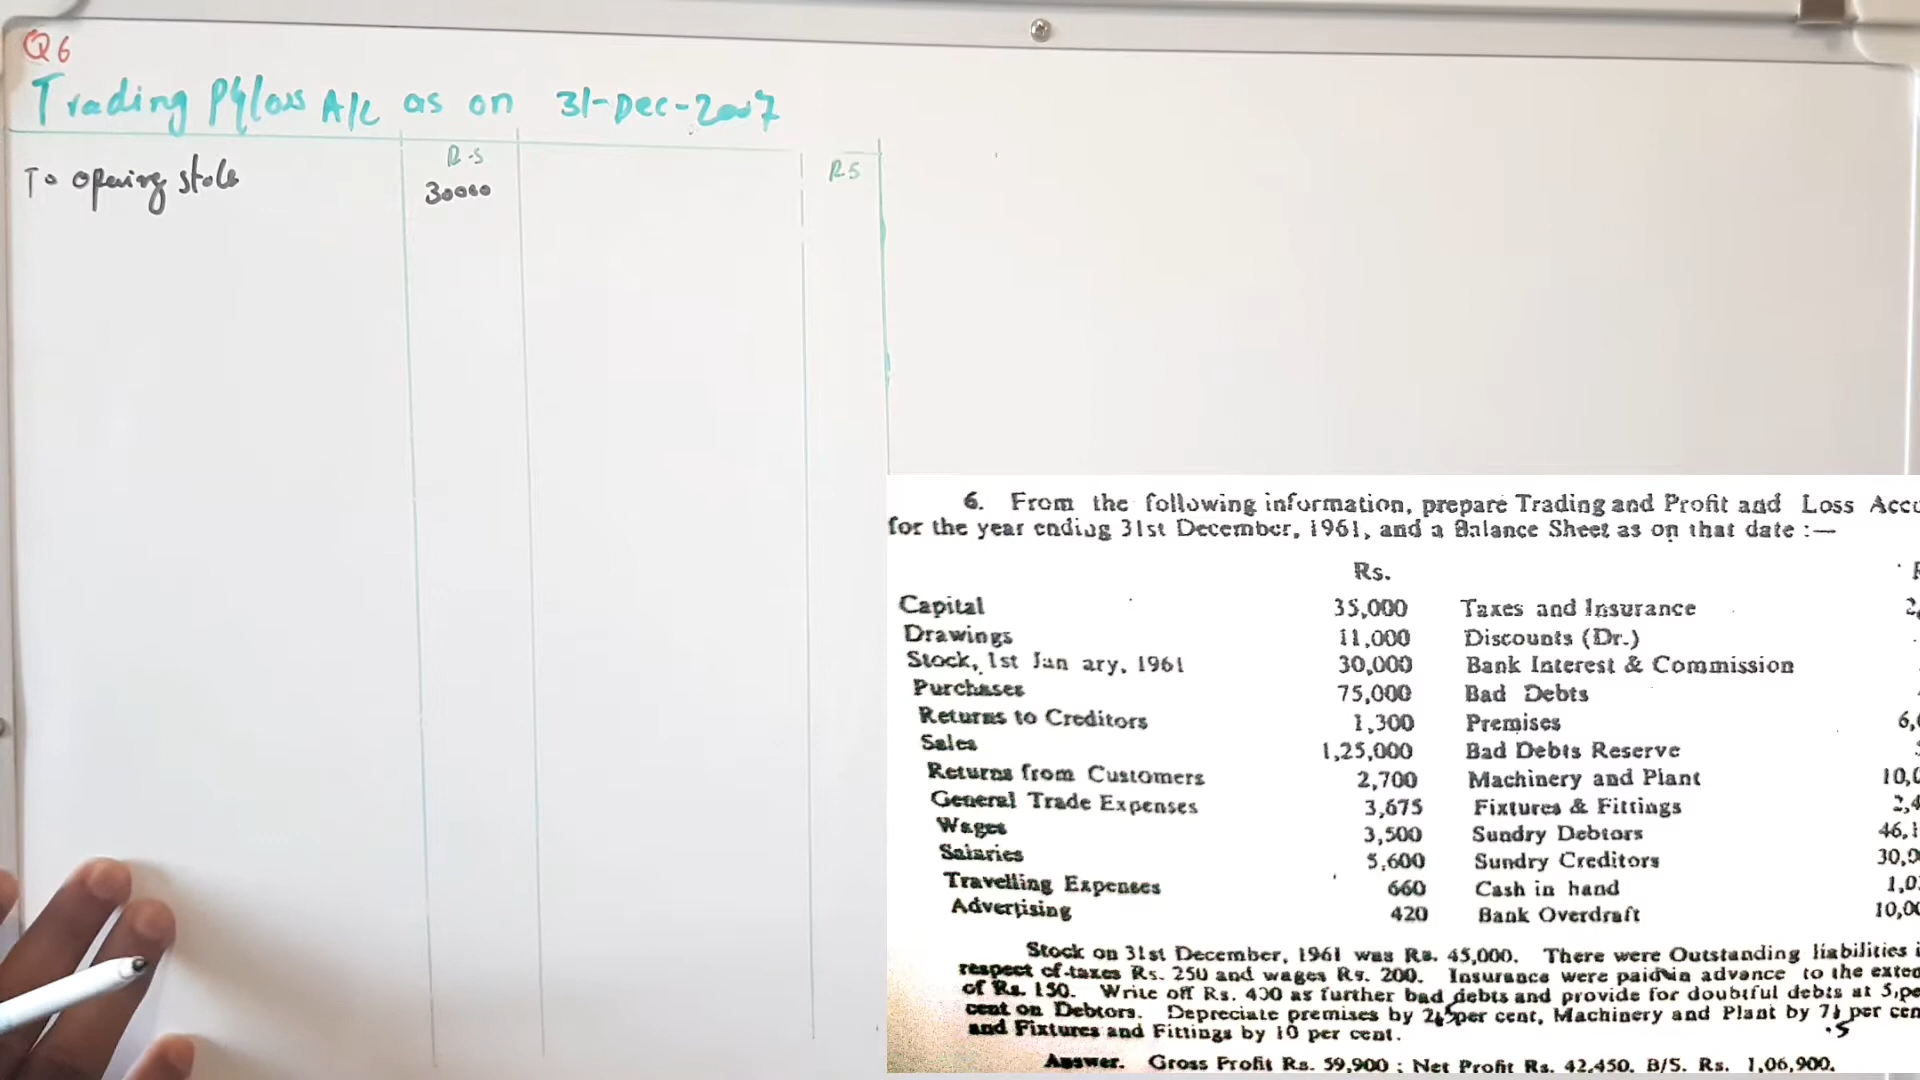 Q6
Trading P&loss A/c as on 31-Dec-2007
R-S
RS
To opening stock
30000
6. From the following information, prepare Trading and Profit and Loss
for the year ending 31st December, 1961, and a Balance Sheet as on that date :—
Rs.
Capital 35,000 Taxes and Insurance
Drawings 11,000 Discounts (Dr.)
Stock, 1st Jan ary, 1961 30,000 Bank Interest & Commission
Purchases 75,000 Bad Debts
Returns to Creditors 1,300 Premises
Sales 1,25,000 Bad Debts Reserve
Returns from Customers 2,700 Machinery and Plant
General Trade Expenses 3,675 Fixtures & Fittings
Wages 3,500 Sundry Debtors
Salaries 5,600 Sundry Creditors
Travelling Expenses 660 Cash in hand
Advertising 420 Bank Overdraft
Stock on 31st December, 1961 was Rs. 45,000. There were Outstanding liabilities
respect of taxes Rs. 250 and wages Rs. 200. Insurance were paid in advance to the
of Rs. 150. Write off Rs. 400 as further bad debts and provide for doubtful debts at 5
cent on Debtors. Depreciate premises by per cent, Machinery and Plant by per
and Fixtures and Fittings by 10 per cent.
Answer. Gross Profit Rs. 59,900 ; Net Profit Rs. 42,450. B/S. Rs. 1,06,900.